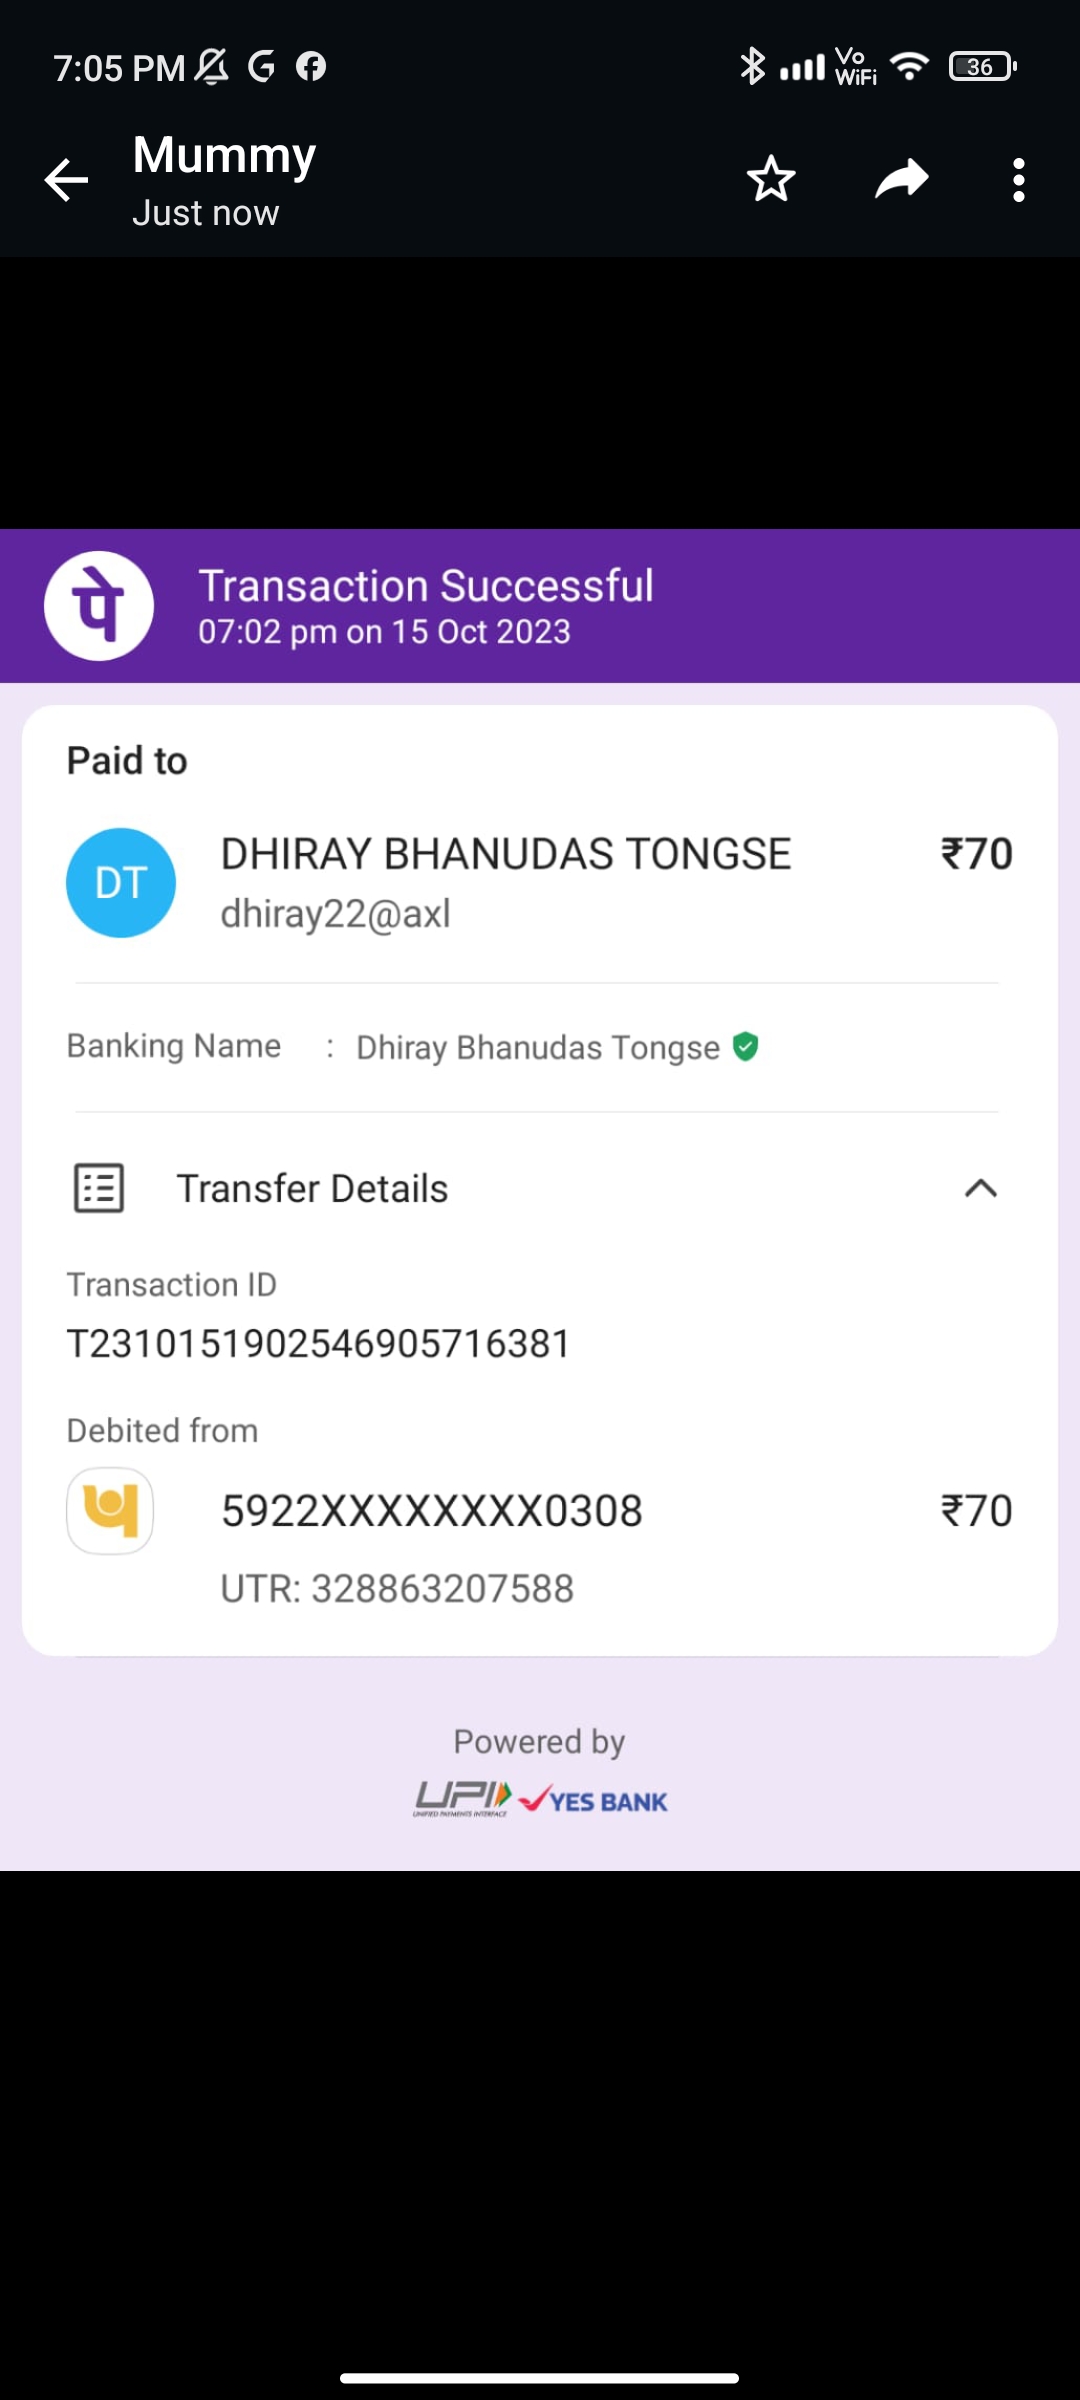 7:05 PM
Vo WiFi
36
Mummy
Just now
पे
Transaction Successful
07:02 pm on 15 Oct 2023
Paid to
DT
DHIRAY BHANUDAS TONGSE ₹70
dhiray22@axl
Banking Name : Dhiray Bhanudas Tongse
Transfer Details
Transaction ID
T2310151902546905716381
Debited from
5922XXXXXXXX0308 ₹70
UTR: 328863207588
Powered by
UPI YES BANK
UNIFIED PAYMENTS INTERFACE